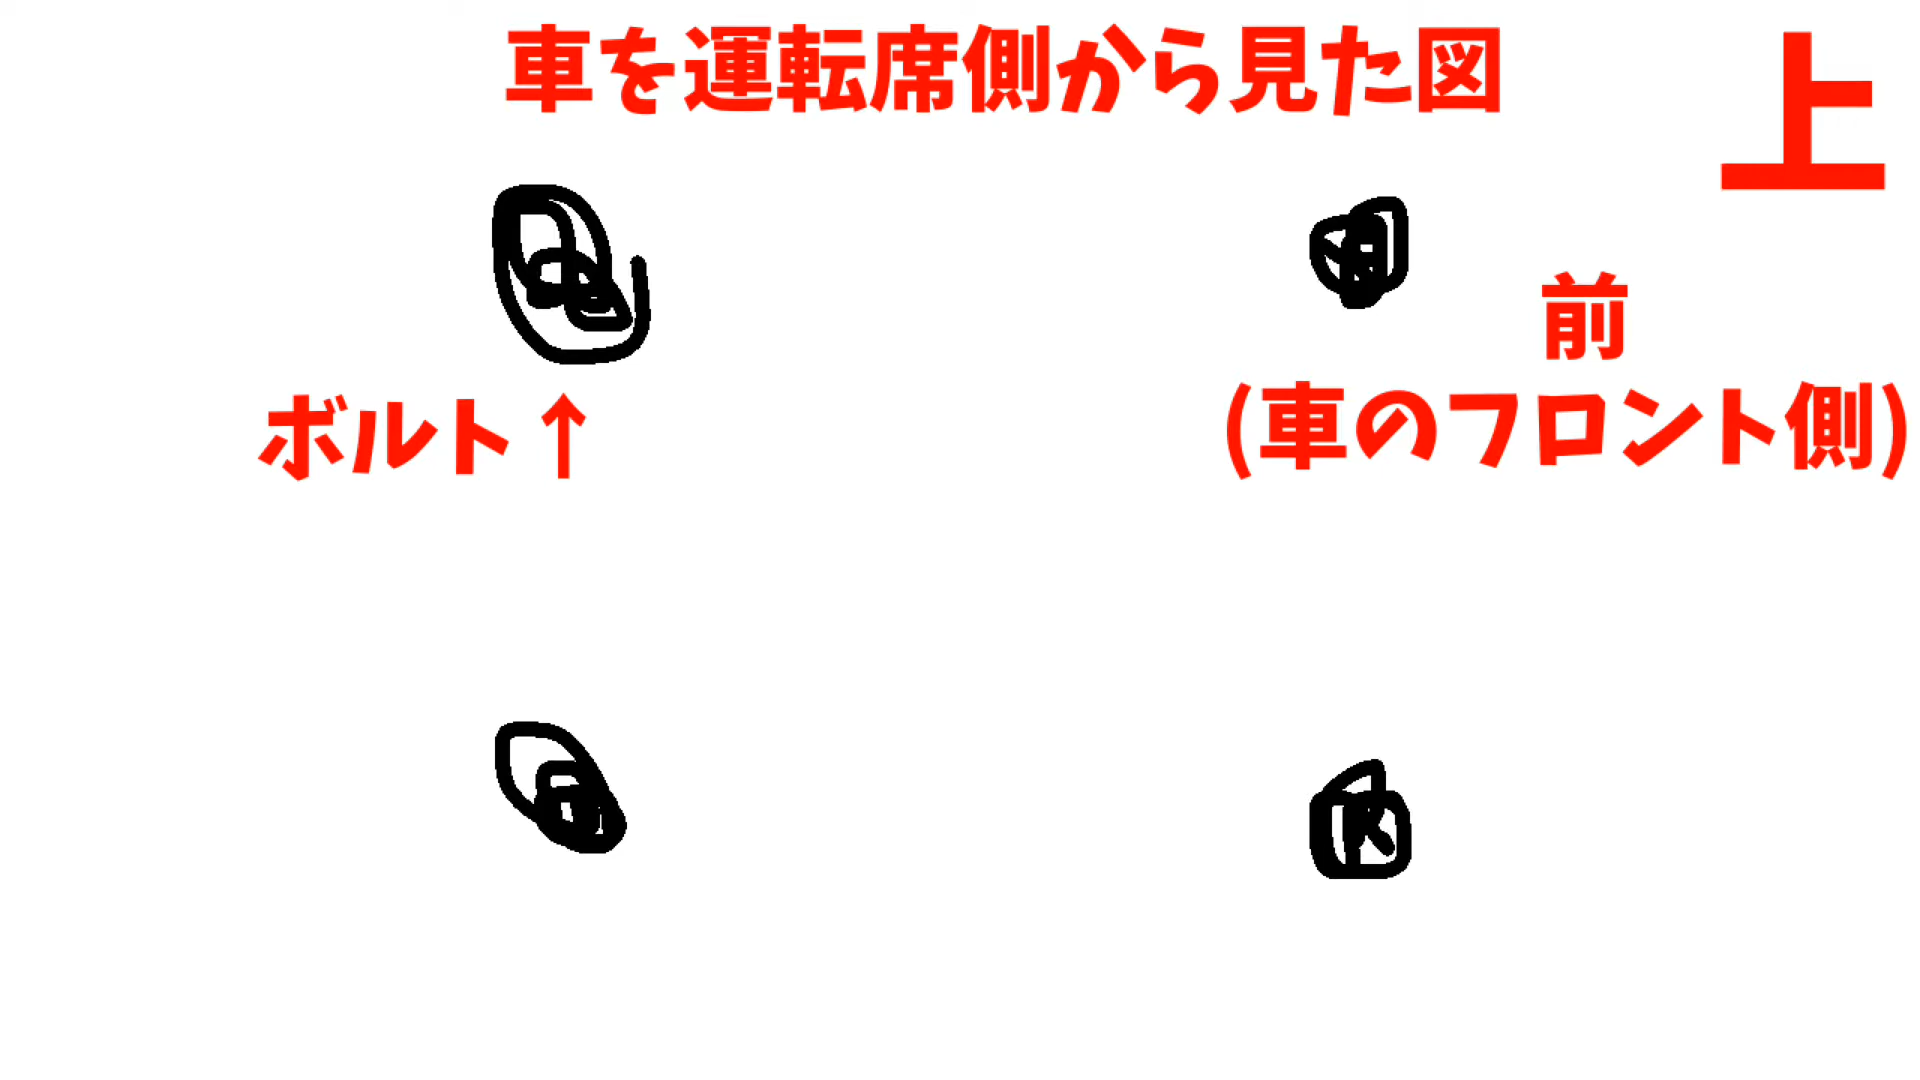 車を運転席側から見た図
上
前
(車のフロント側)
ボルト↑